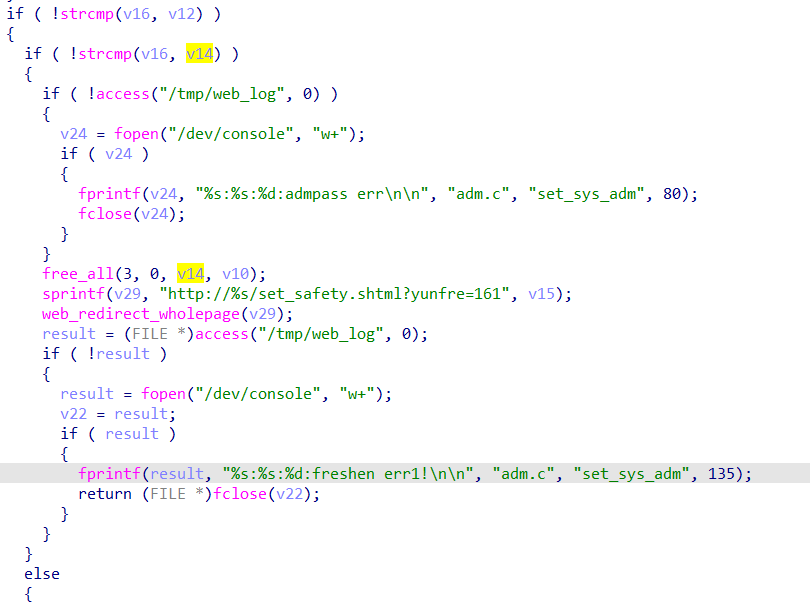 if ( !strcmp(v16, v12) )
{
if ( !strcmp(v16, v14) )
{
if ( !access("/tmp/web_log", 0) )
{
v24 = fopen("/dev/console", "w+");
if ( v24 )
{
fprintf(v24, "%s:%s:%d:admpass err\n\n", "adm.c", "set_sys_adm", 80);
fclose(v24);
}
}
free_all(3, 0, v14, v10);
sprintf(v29, "http://%s/set_safety.shtml?yunfre=161", v15);
web_redirect_wholepage(v29);
result = (FILE *)access("/tmp/web_log", 0);
if ( !result )
{
result = fopen("/dev/console", "w+");
v22 = result;
if ( result )
{
fprintf(result, "%s:%s:%d:freshen err1!\n\n", "adm.c", "set_sys_adm", 135);
return (FILE *)fclose(v22);
}
}
}
else
{